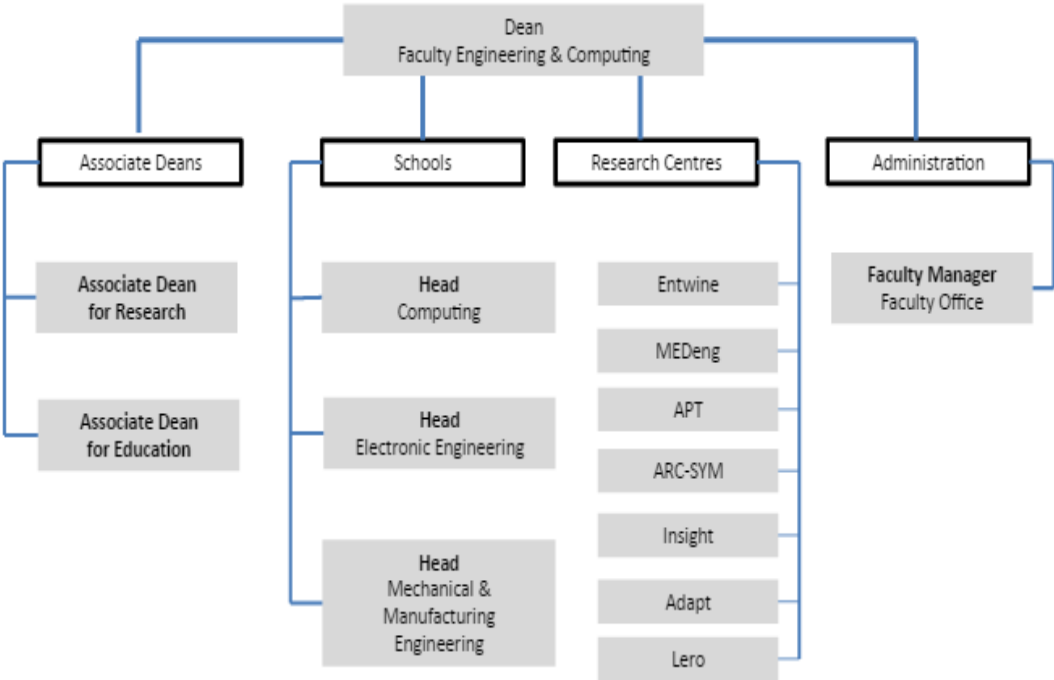 Dean
Faculty Engineering & Computing
Associate Deans
Schools
Research Centres
Administration
Associate Dean
for Research
Associate Dean
for Education
Head
Computing
Head
Electronic Engineering
Head
Mechanical &
Manufacturing
Engineering
Entwine
MEDeng
APT
ARC-SYM
Insight
Adapt
Lero
Faculty Manager
Faculty Office